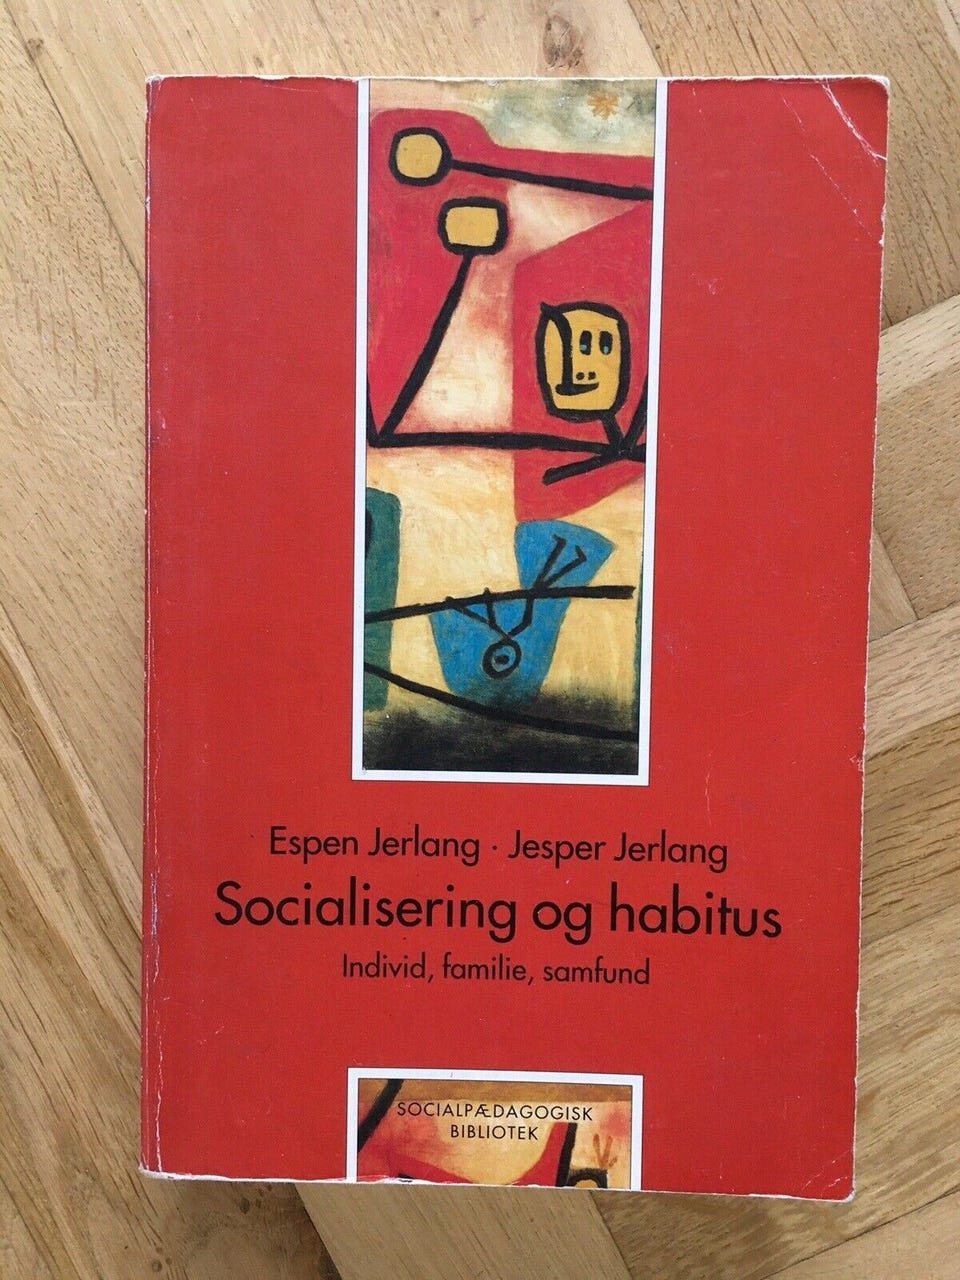 Espen Jerlang · Jesper Jerlang
Socialisering og habitus
Individ, familie, samfund
SOCIALPÆDAGOGISK
BIBLIOTEK